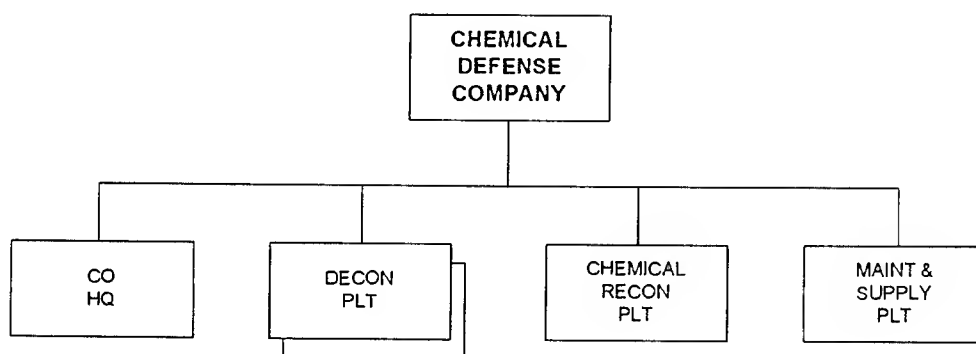 CHEMICAL
DEFENSE
COMPANY
CO
HQ
DECON
PLT
CHEMICAL
RECON
PLT
MAINT &
SUPPLY
PLT